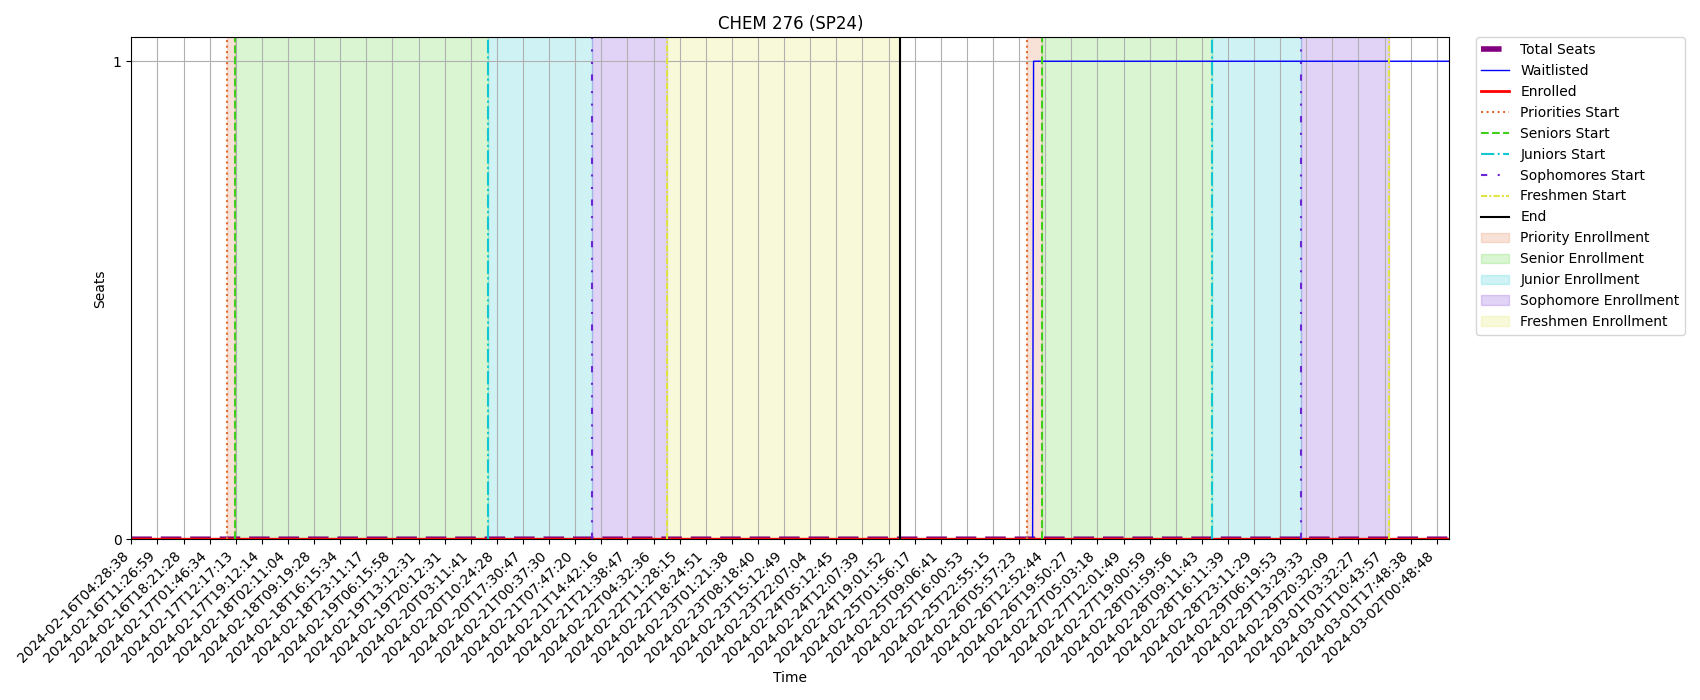 CHEM 276 (SP24)
Seats
1
0
2024-02-16T04:28:38
2024-02-16T11:26:59
2024-02-16T18:21:28
2024-02-17T01:46:34
2024-02-17T12:17:13
2024-02-17T19:12:14
2024-02-18T02:11:04
2024-02-18T09:19:28
2024-02-18T16:15:34
2024-02-18T23:11:17
2024-02-19T06:15:58
2024-02-19T13:12:31
2024-02-19T20:12:31
2024-02-20T03:11:41
2024-02-20T10:24:28
2024-02-20T17:30:47
2024-02-21T00:37:30
2024-02-21T07:47:20
2024-02-21T14:42:16
2024-02-21T21:38:47
2024-02-22T04:32:36
2024-02-22T11:28:15
2024-02-22T18:24:51
2024-02-23T01:21:38
2024-02-23T08:18:40
2024-02-23T15:12:49
2024-02-23T22:07:04
2024-02-24T05:12:45
2024-02-24T12:07:39
2024-02-24T19:01:52
2024-02-25T01:56:17
2024-02-25T09:06:41
2024-02-25T16:00:53
2024-02-25T22:55:15
2024-02-26T05:57:23
2024-02-26T12:52:44
2024-02-26T19:50:27
2024-02-27T05:03:18
2024-02-27T12:01:49
2024-02-27T19:00:59
2024-02-28T01:59:56
2024-02-28T09:11:43
2024-02-28T16:11:39
2024-02-28T23:11:29
2024-02-29T06:19:53
2024-02-29T13:29:33
2024-02-29T20:32:09
2024-03-01T03:32:27
2024-03-01T10:43:57
2024-03-01T17:48:38
2024-03-02T00:48:48
Time
Total Seats
Waitlisted
Enrolled
Priorities Start
Seniors Start
Juniors Start
Sophomores Start
Freshmen Start
End
Priority Enrollment
Senior Enrollment
Junior Enrollment
Sophomore Enrollment
Freshmen Enrollment